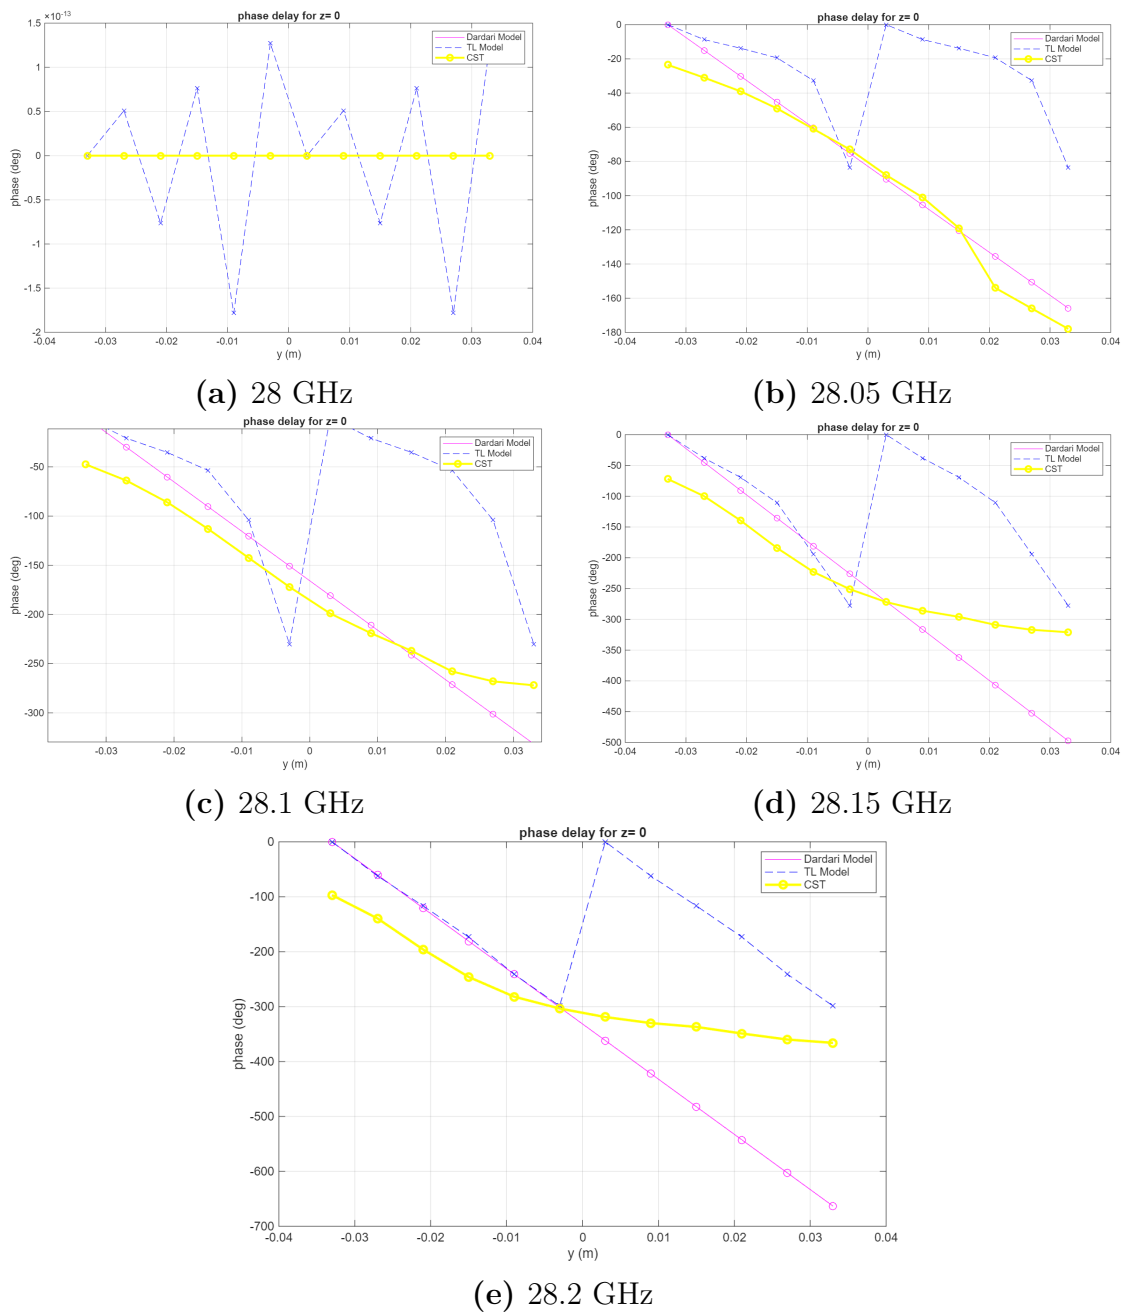 phase delay for z= 0
×10⁻¹³
1.5
1
0.5
0
-0.5
-1
-1.5
-2
phase (deg)
-0.04 -0.03 -0.02 -0.01 0 0.01 0.02 0.03 0.04
y (m)
Dardari Model
TL Model
CST
(a) 28 GHz
phase delay for z= 0
0
-20
-40
-60
-80
-100
-120
-140
-160
-180
phase (deg)
-0.04 -0.03 -0.02 -0.01 0 0.01 0.02 0.03 0.04
y (m)
Dardari Model
TL Model
CST
(b) 28.05 GHz
phase delay for z= 0
-50
-100
-150
-200
-250
-300
phase (deg)
-0.03 -0.02 -0.01 0 0.01 0.02 0.03
y (m)
Dardari Model
TL Model
CST
(c) 28.1 GHz
phase delay for z= 0
0
-50
-100
-150
-200
-250
-300
-350
-400
-450
-500
phase (deg)
-0.04 -0.03 -0.02 -0.01 0 0.01 0.02 0.03 0.04
y (m)
Dardari Model
TL Model
CST
(d) 28.15 GHz
phase delay for z= 0
0
-100
-200
-300
-400
-500
-600
-700
phase (deg)
-0.04 -0.03 -0.02 -0.01 0 0.01 0.02 0.03 0.04
y (m)
Dardari Model
TL Model
CST
(e) 28.2 GHz